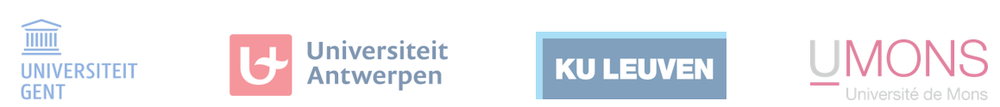 UNIVERSITEIT
GENT
Universiteit
Antwerpen
KU LEUVEN
UMONS
Université de Mons